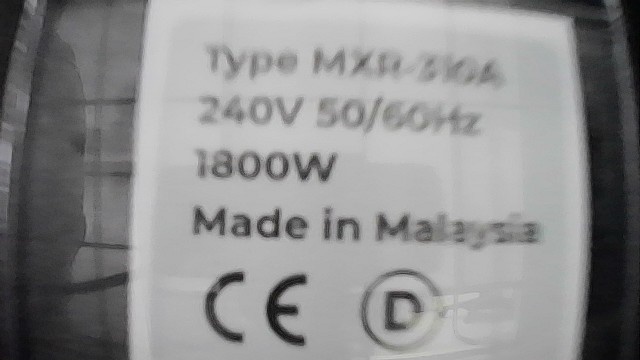 Type MXR-310A
240V 50/60Hz
1800W
Made in Malaysia
CE D